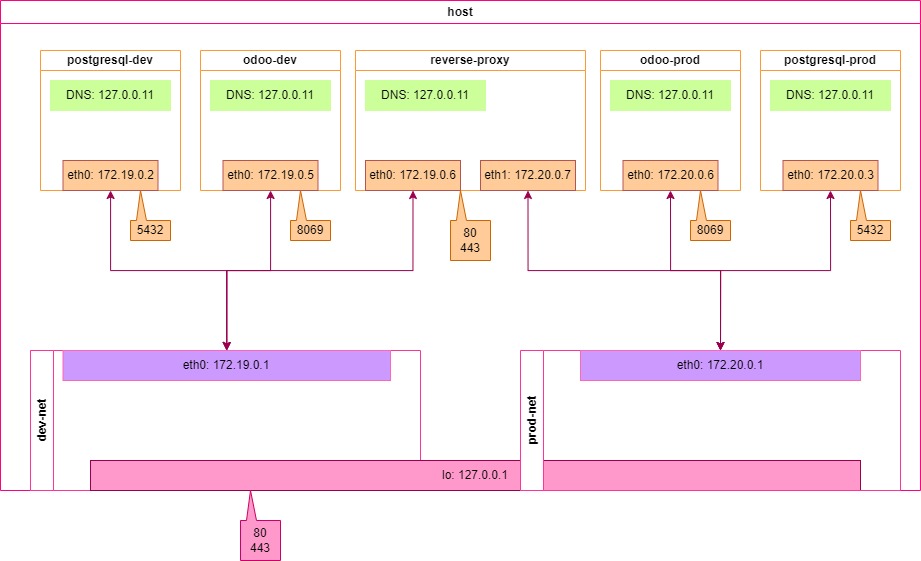 host
postgresql-dev
odoo-dev
reverse-proxy
odoo-prod
postgresql-prod
DNS: 127.0.0.11
DNS: 127.0.0.11
DNS: 127.0.0.11
DNS: 127.0.0.11
DNS: 127.0.0.11
eth0: 172.19.0.2
eth0: 172.19.0.5
eth0: 172.19.0.6
eth1: 172.20.0.7
eth0: 172.20.0.6
eth0: 172.20.0.3
5432
8069
80
443
8069
5432
dev-net
eth0: 172.19.0.1
prod-net
eth0: 172.20.0.1
lo: 127.0.0.1
80
443